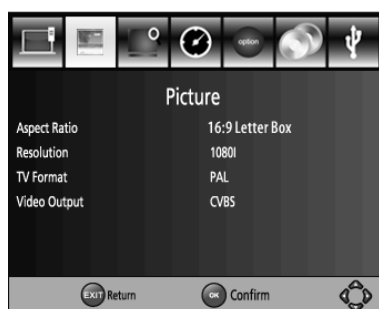 option
Picture
Aspect Ratio 16:9 Letter Box
Resolution 1080I
TV Format PAL
Video Output CVBS
EXIT Return OK Confirm